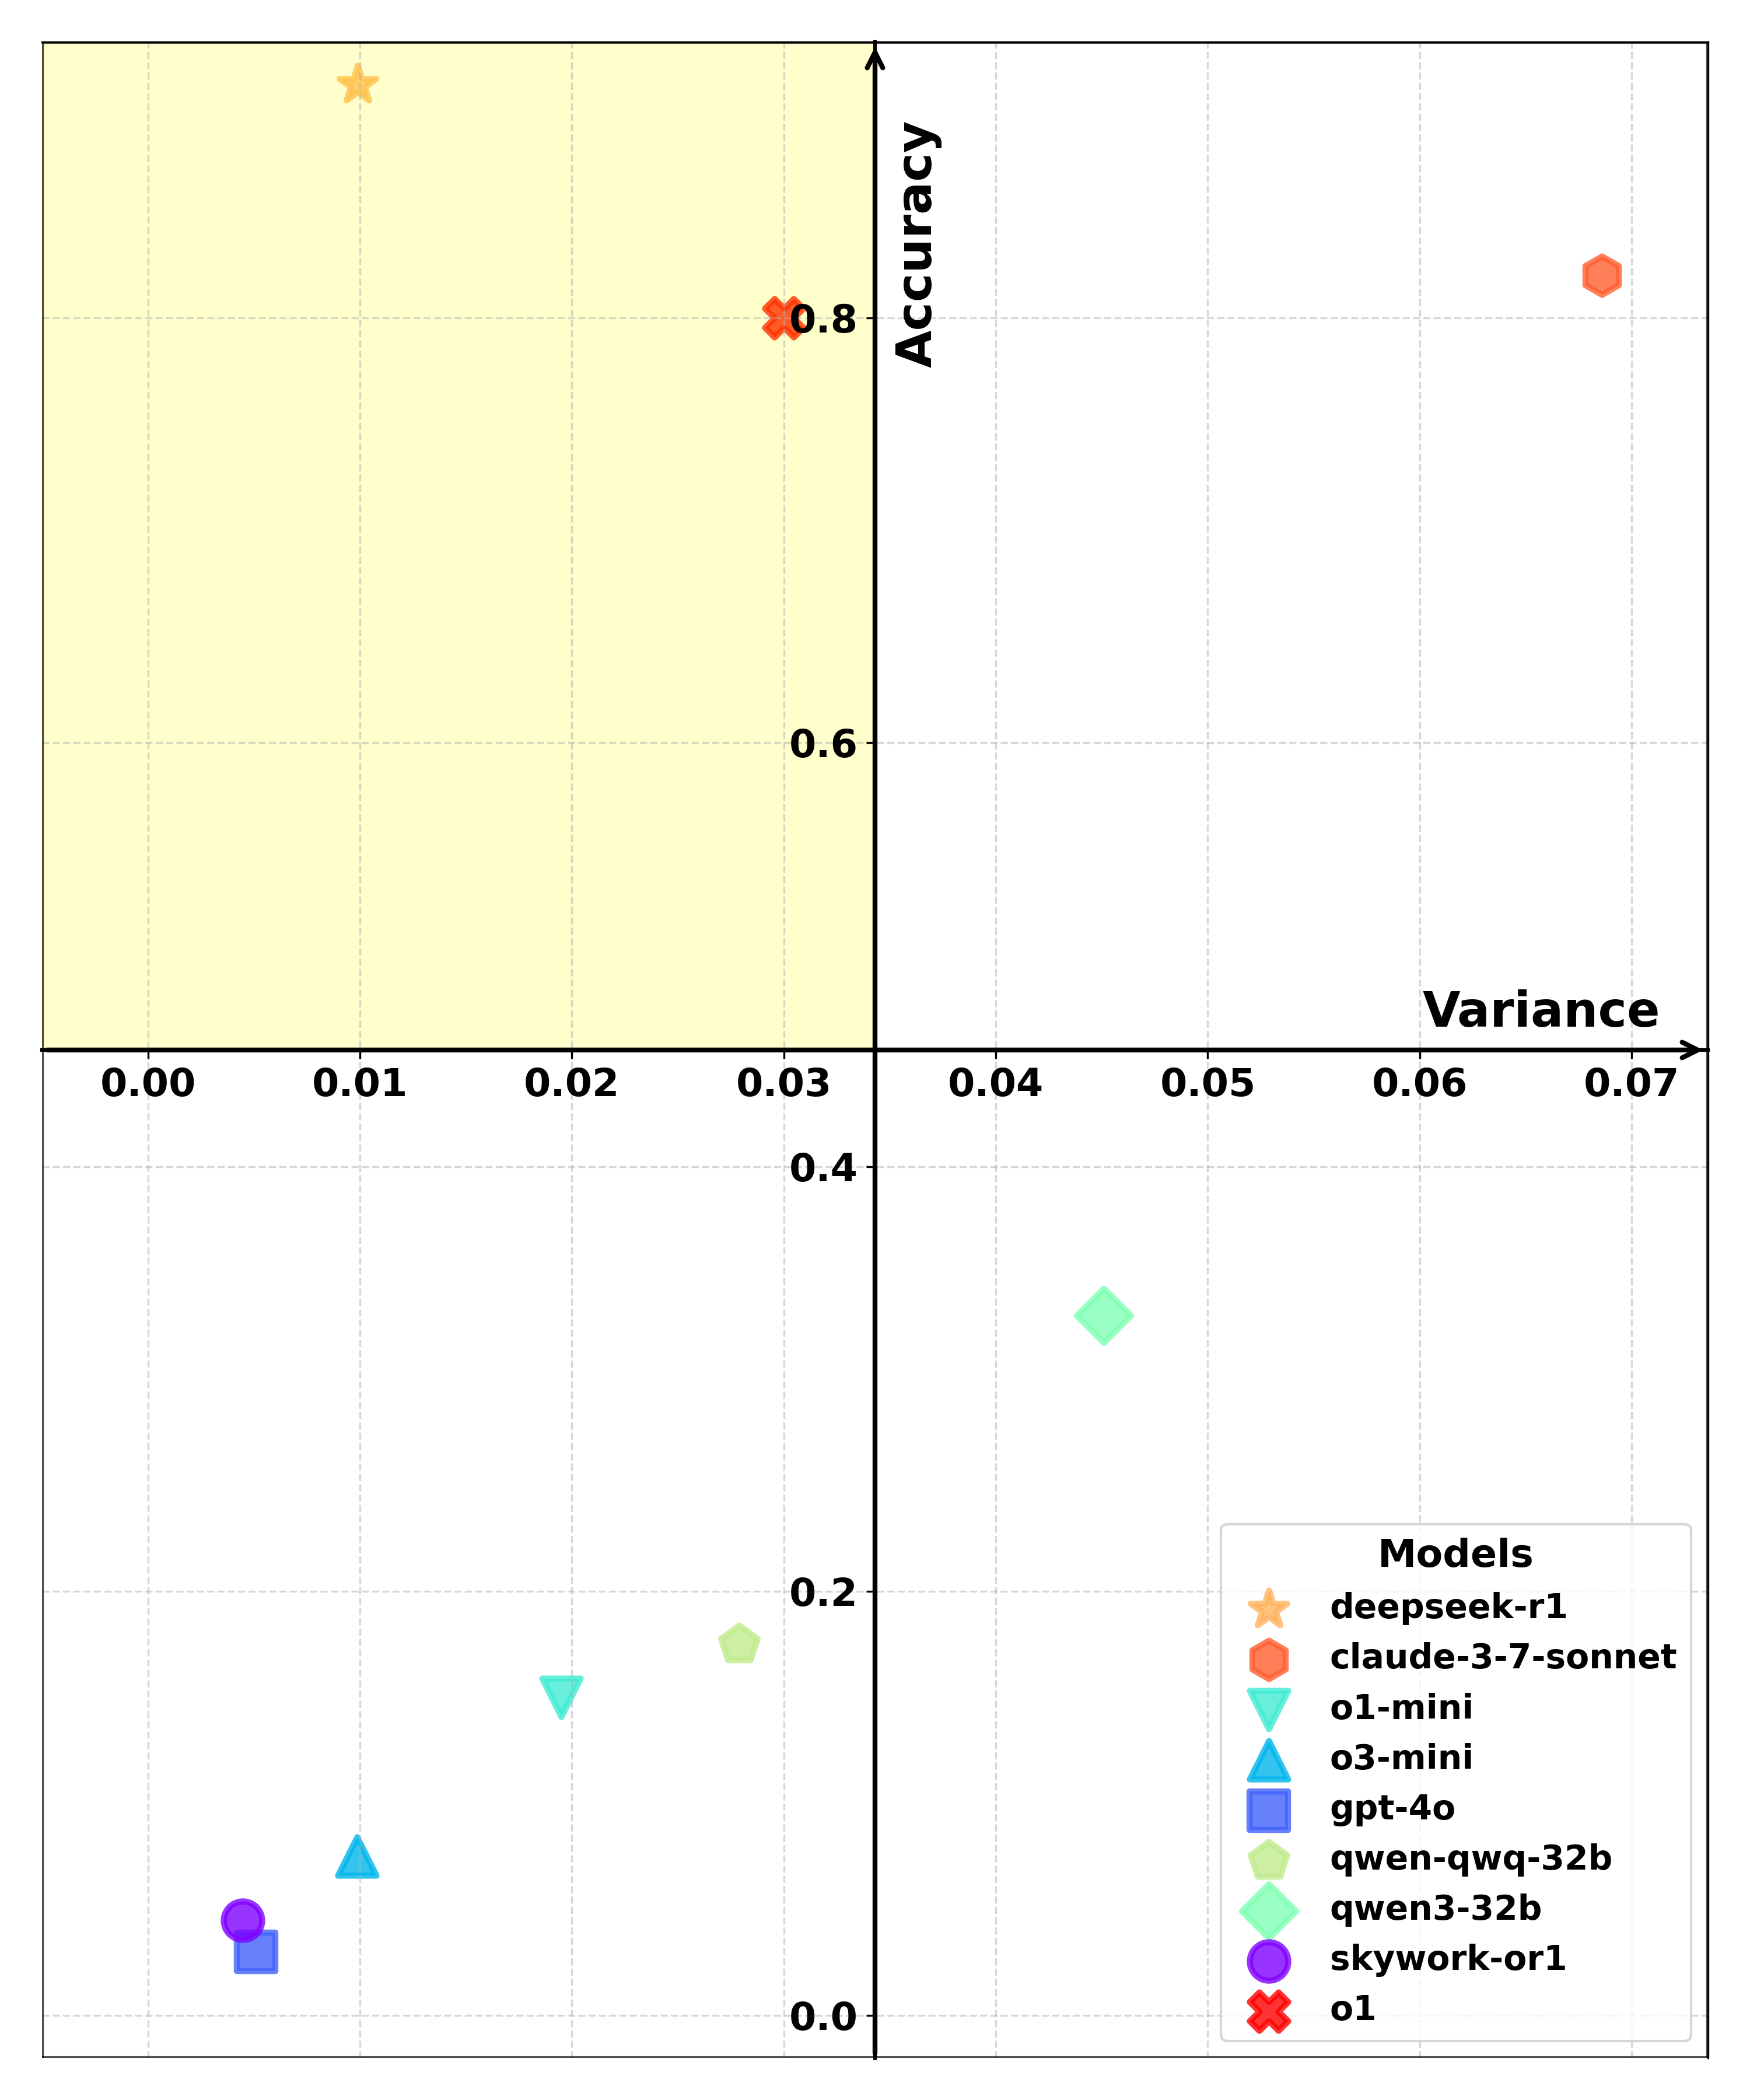 Accuracy
0.8
0.6
Variance
0.00 0.01 0.02 0.03 0.04 0.05 0.06 0.07
0.4
0.2
0.0
Models
deepseek-r1
claude-3-7-sonnet
o1-mini
o3-mini
gpt-4o
qwen-qwq-32b
qwen3-32b
skywork-or1
o1